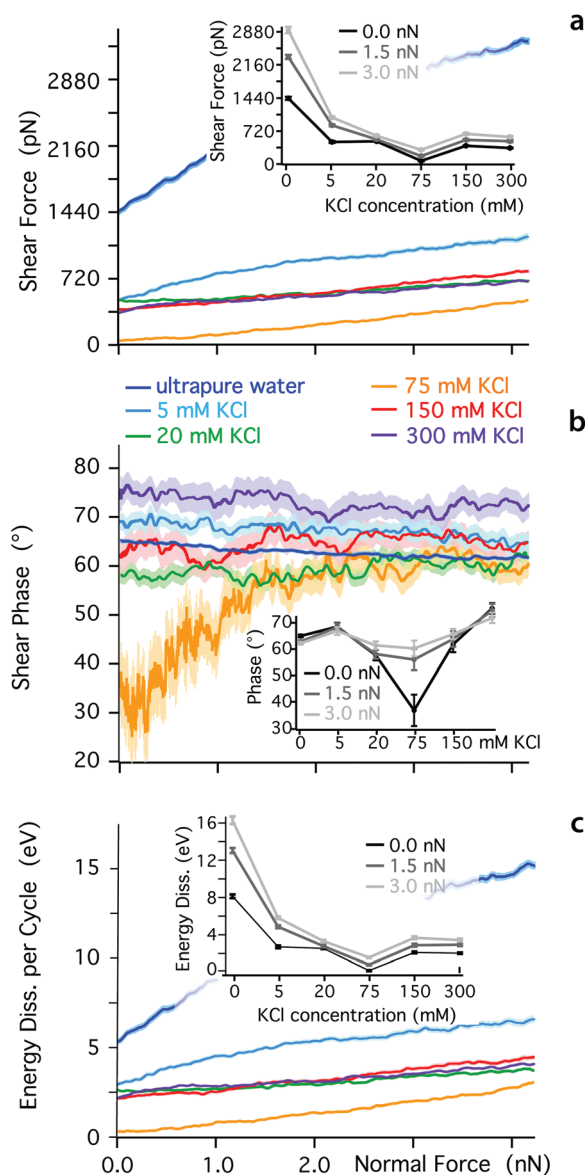 a
2880
2160
1440
720
0
Shear Force (pN)
2880
2160
1440
720
0
Shear Force (pN)
0.0 nN
1.5 nN
3.0 nN
0 5 20 75 150 300
KCl concentration (mM)
ultrapure water
5 mM KCl
20 mM KCl
75 mM KCl
150 mM KCl
300 mM KCl
b
80
70
60
50
40
30
20
Shear Phase (°)
70
60
50
40
30
Phase (°)
0.0 nN
1.5 nN
3.0 nN
0 5 20 75 150 mM KCl
c
15
10
5
0
Energy Diss. per Cycle (eV)
16
12
8
4
0
Energy Diss. (eV)
0.0 nN
1.5 nN
3.0 nN
0 5 20 75 150 300
KCl concentration (mM)
0.0 1.0 2.0 Normal Force (nN)